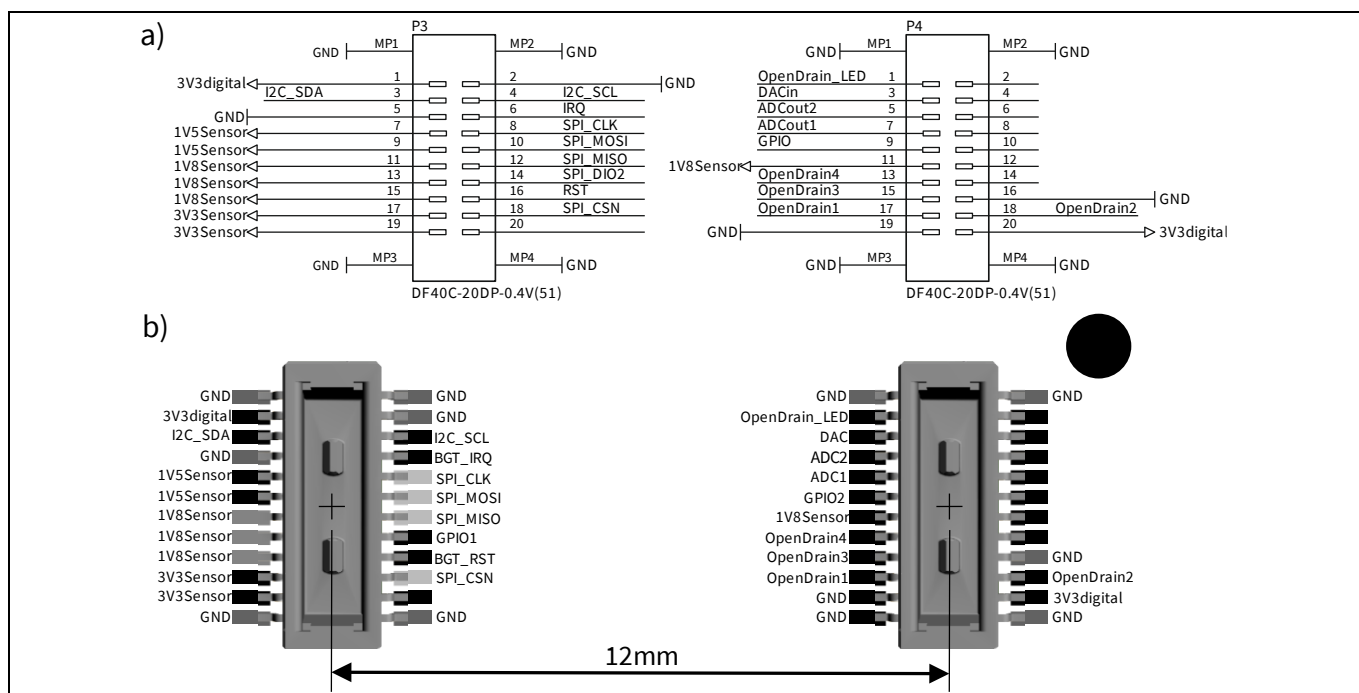 a)
P3
P4
GND MP1 MP2 GND
GND MP1 MP2 GND
3V3digital 1 2 GND
OpenDrain_LED 1 2
I2C_SDA 3 4 I2C_SCL
DACin 3 4
GND 5 6 IRQ
ADCout2 5 6
1V5Sensor 7 8 SPI_CLK
ADCout1 7 8
1V5Sensor 9 10 SPI_MOSI
GPIO 9 10
1V8Sensor 11 12 SPI_MISO
1V8Sensor 11 12
1V8Sensor 13 14 SPI_DIO2
OpenDrain4 13 14
1V8Sensor 15 16 RST
OpenDrain3 15 16 GND
3V3Sensor 17 18 SPI_CSN
OpenDrain1 17 18 OpenDrain2
3V3Sensor 19 20
GND 19 20 3V3digital
GND MP3 MP4 GND
GND MP3 MP4 GND
DF40C-20DP-0.4V(51)
DF40C-20DP-0.4V(51)
b)
GND GND
GND GND
3V3digital GND
OpenDrain_LED
I2C_SDA I2C_SCL
DAC
GND BGT_IRQ
ADC2
1V5Sensor SPI_CLK
ADC1
1V5Sensor SPI_MOSI
GPIO2
1V8Sensor SPI_MISO
1V8Sensor
1V8Sensor GPIO1
OpenDrain4
1V8Sensor BGT_RST
OpenDrain3 GND
3V3Sensor SPI_CSN
OpenDrain1 OpenDrain2
3V3Sensor
GND 3V3digital
GND GND
GND GND
12mm